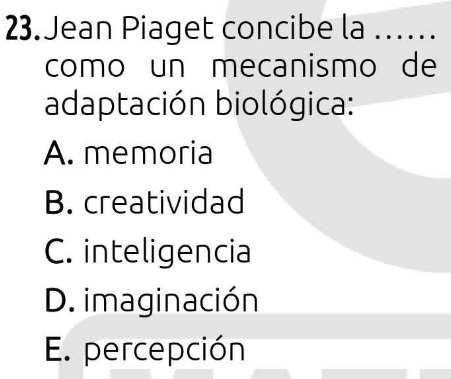 23. Jean Piaget concibe la ......
como un mecanismo de
adaptación biológica:
A. memoria
B. creatividad
C. inteligencia
D. imaginación
E. percepción